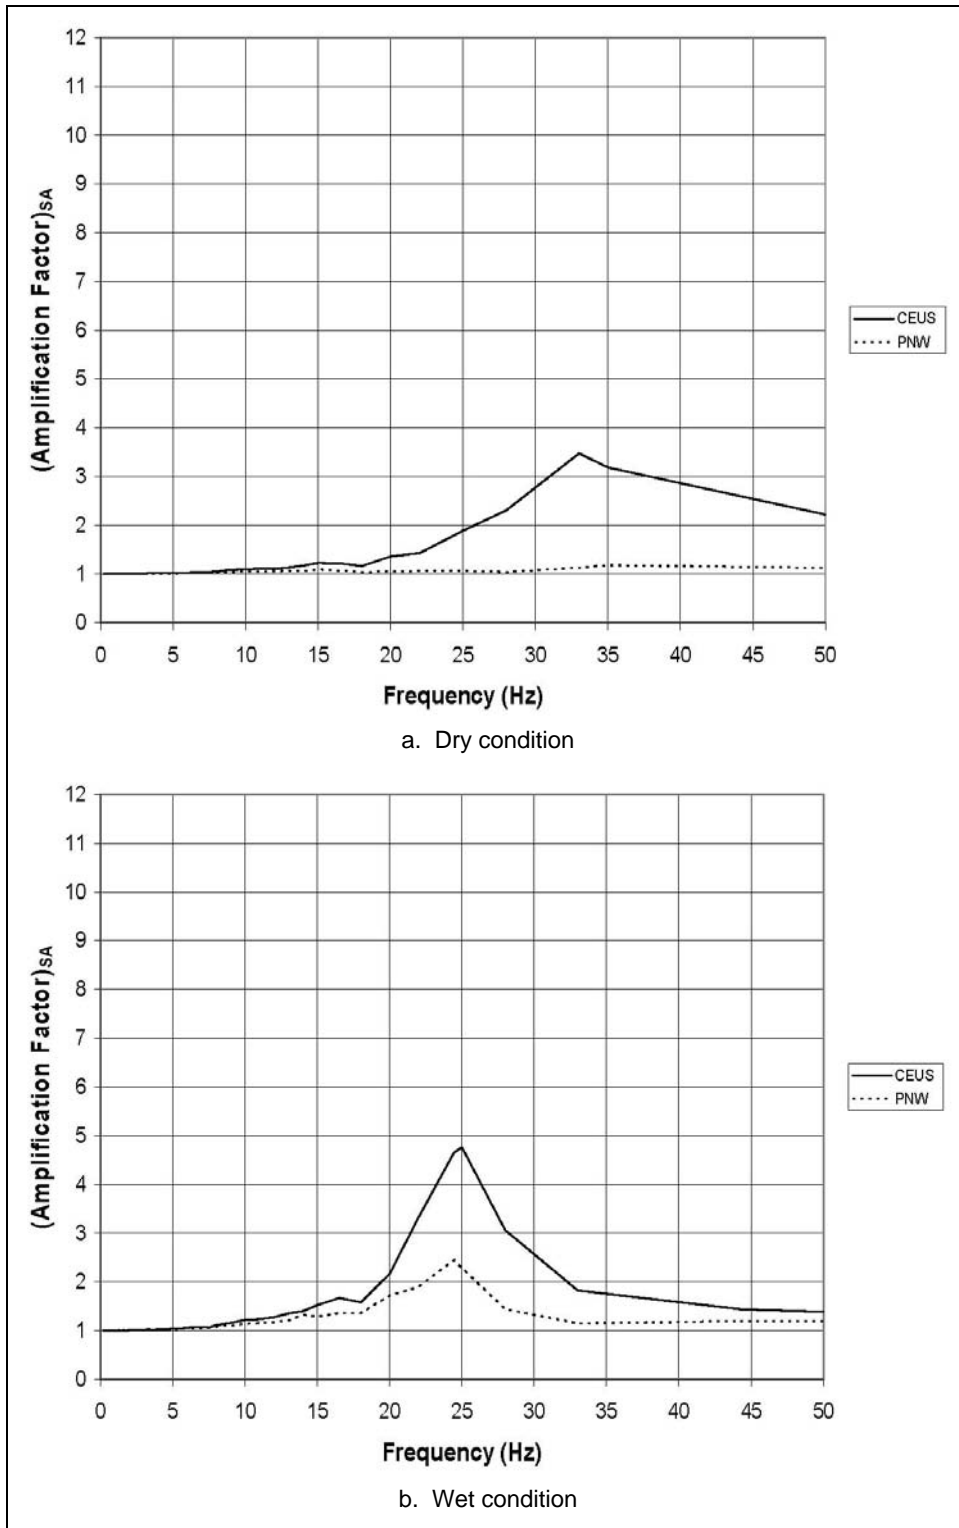 12
11
10
9
8
7
6
5
4
3
2
1
0
(Amplification Factor)SA
0 5 10 15 20 25 30 35 40 45 50
Frequency (Hz)
CEUS
PNW
a. Dry condition
12
11
10
9
8
7
6
5
4
3
2
1
0
(Amplification Factor)SA
0 5 10 15 20 25 30 35 40 45 50
Frequency (Hz)
CEUS
PNW
b. Wet condition